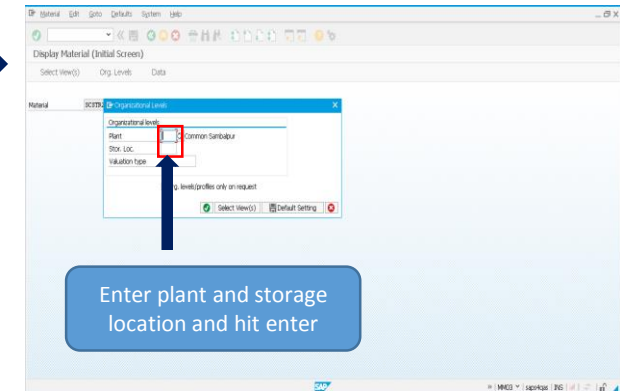 Material Edit Goto Defaults System Help
Display Material (Initial Screen)
Select View(s) Org. Levels Data
Material
Organizational Levels
Organizational levels
Plant Common Sambalpur
Stor. Loc.
Valuation type
g. levels/profiles only on request
Select View(s) Default Setting
Enter plant and storage
location and hit enter
SAP
MM03 INS